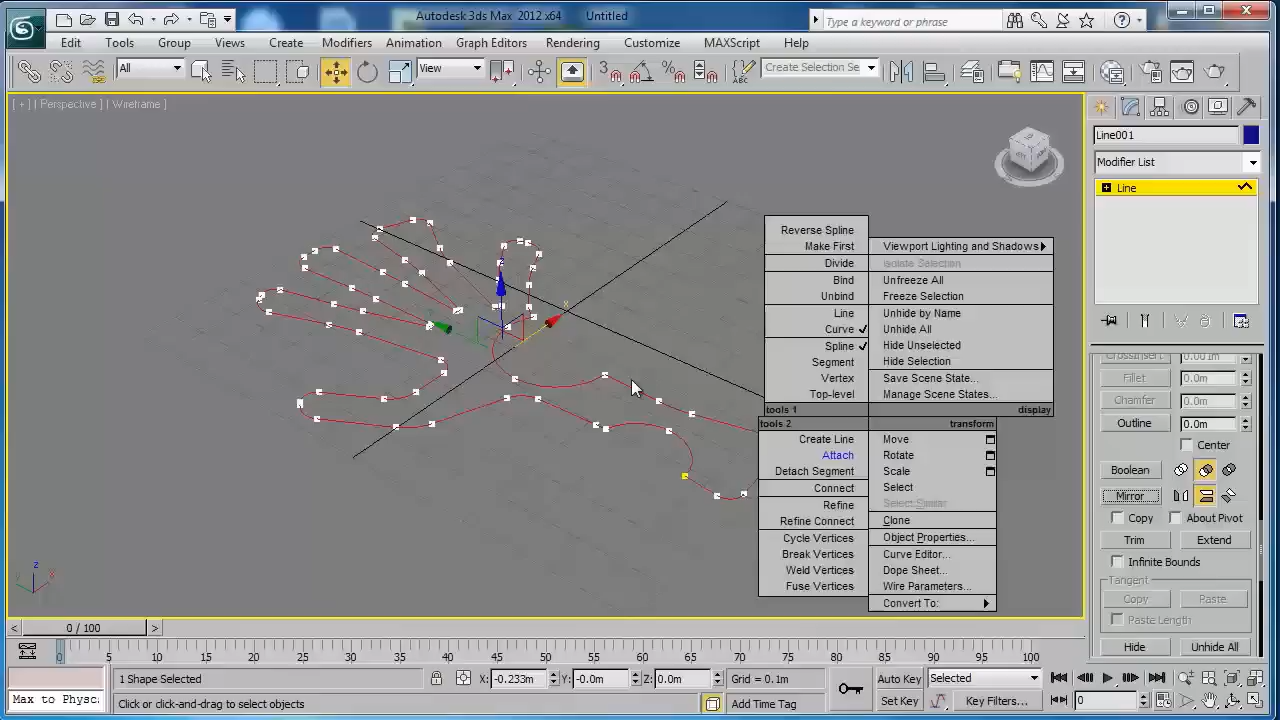 Autodesk 3ds Max 2012 x64 Untitled
Type a keyword or phrase
Edit Tools Group Views Create Modifiers Animation Graph Editors Rendering Customize MAXScript Help
All View 3 Create Selection Se
[ + ] [ Perspective ] [ Wireframe ]
Line001
Modifier List
Line
Reverse Spline
Make First
Divide
Bind
Unbind
Line
Curve
Spline
Segment
Vertex
Top-level
tools 1
Viewport Lighting and Shadows
Isolate Selection
Unfreeze All
Freeze Selection
Unhide by Name
Unhide All
Hide Unselected
Hide Selection
Save Scene State...
Manage Scene States...
display
tools 2
Create Line
Attach
Detach Segment
Connect
Refine
Refine Connect
Cycle Vertices
Break Vertices
Weld Vertices
Fuse Vertices
transform
Move
Rotate
Scale
Select
Select Similar
Clone
Object Properties...
Curve Editor...
Dope Sheet...
Wire Parameters...
Convert To:
CrossInsert 0.001m
Fillet 0.0m
Chamfer 0.0m
Outline 0.0m
Center
Boolean
Mirror
Copy About Pivot
Trim Extend
Infinite Bounds
Tangent
Copy Paste
Paste Length
Hide Unhide All
x
z
z
y x
< 0 / 100 >
0 5 10 15 20 25 30 35 40 45 50 55 60 65 70 75 80 85 90 95 100
1 Shape Selected X: -0.233m Y: -0.0m Z: 0.0m Grid = 0.1m Auto Key Selected
Max to Physc Click or click-and-drag to select objects Add Time Tag Set Key Key Filters... 0